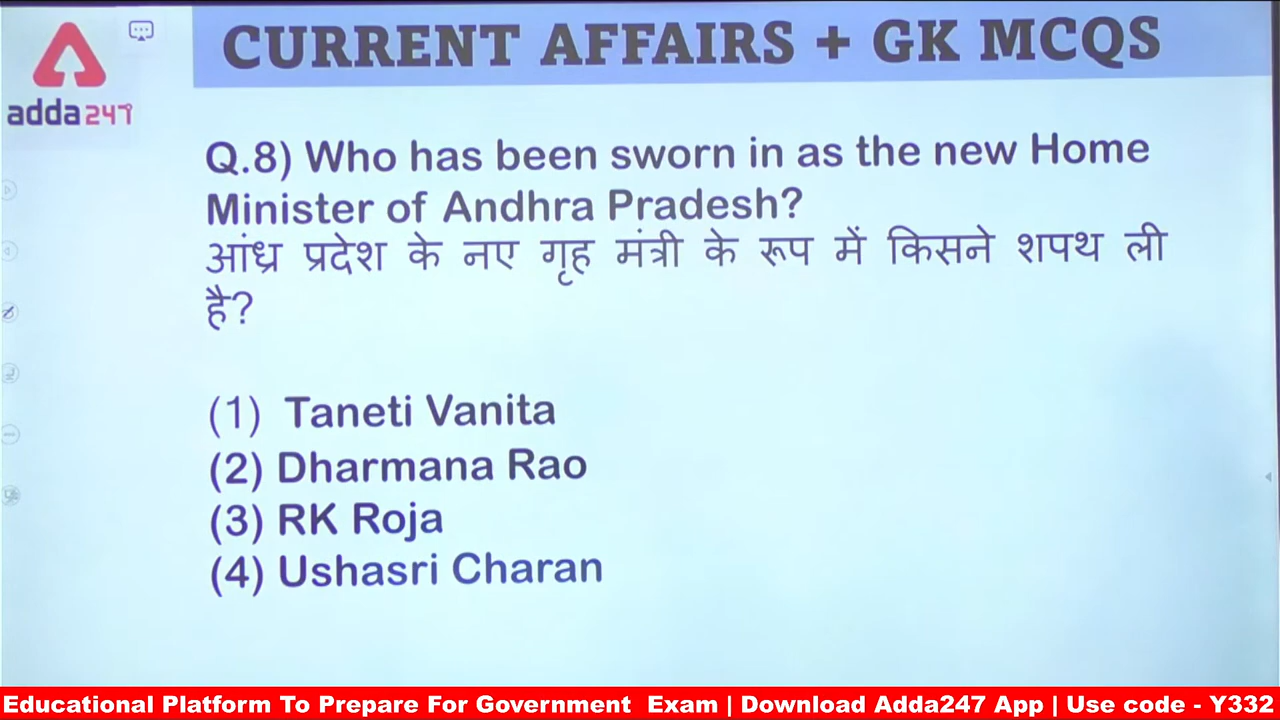 CURRENT AFFAIRS + GK MCQS
adda247
Q.8) Who has been sworn in as the new Home
Minister of Andhra Pradesh?
आंध्र प्रदेश के नए गृह मंत्री के रूप में किसने शपथ ली
है?
(1) Taneti Vanita
(2) Dharmana Rao
(3) RK Roja
(4) Ushasri Charan
Educational Platform To Prepare For Government Exam | Download Adda247 App | Use code - Y332